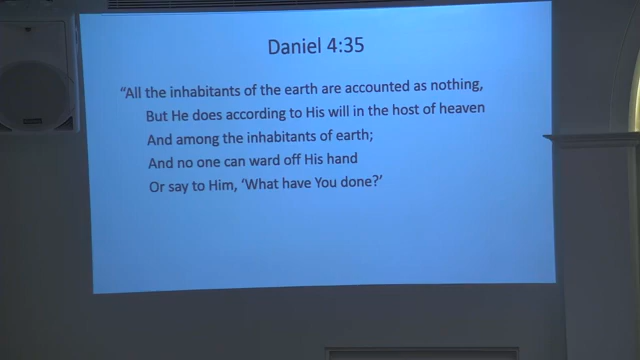 Daniel 4:35
“All the inhabitants of the earth are accounted as nothing,
But He does according to His will in the host of heaven
And among the inhabitants of earth;
And no one can ward off His hand
Or say to Him, ‘What have You done?’